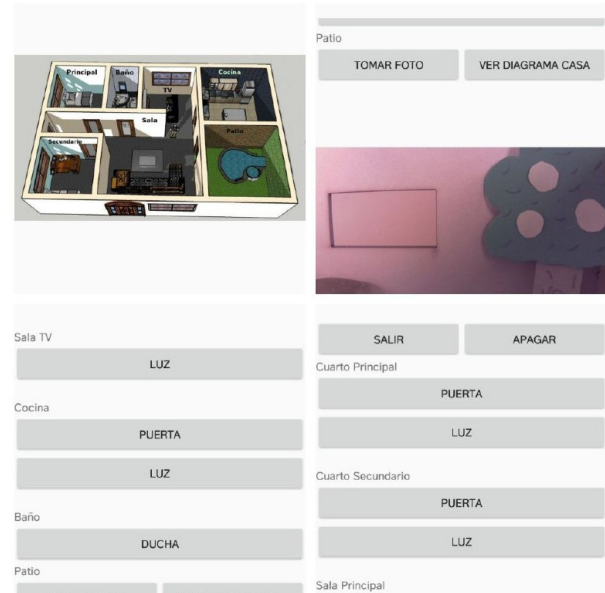 Principal
Baño
TV
Cocina
Sala
Patio
Secundario
Patio
TOMAR FOTO
VER DIAGRAMA CASA
Sala TV
LUZ
Cocina
PUERTA
LUZ
Baño
DUCHA
Patio
SALIR
APAGAR
Cuarto Principal
PUERTA
LUZ
Cuarto Secundario
PUERTA
LUZ
Sala Principal